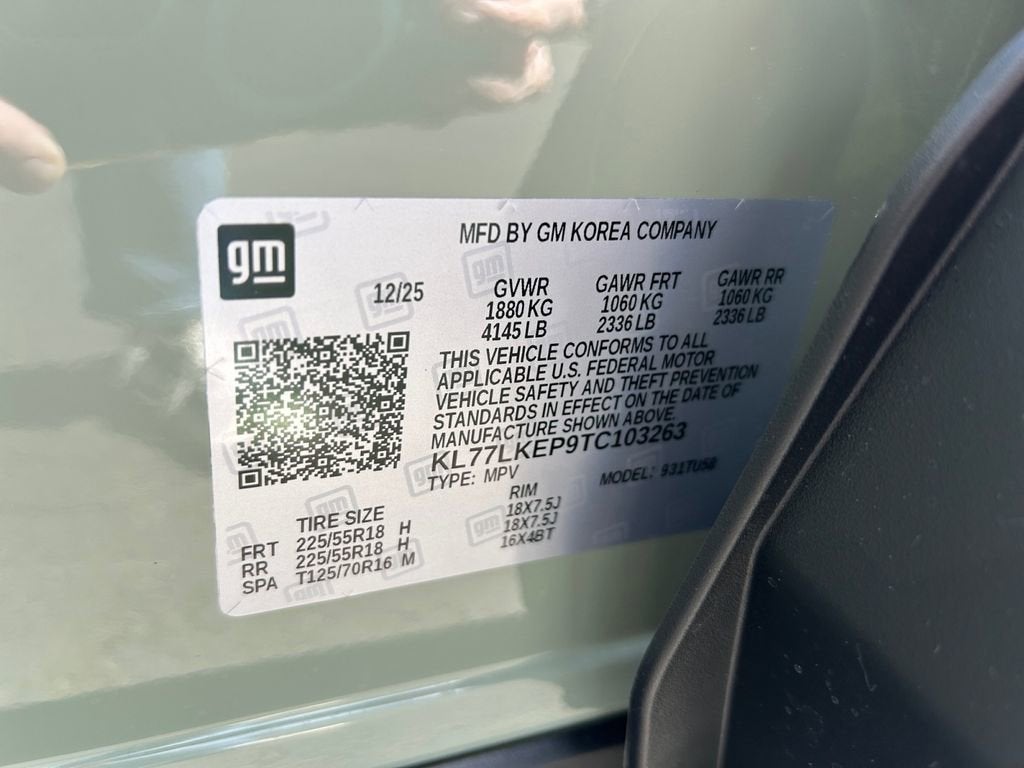 gm
MFD BY GM KOREA COMPANY
12/25
GVWR GAWR FRT GAWR RR
1880 KG 1060 KG 1060 KG
4145 LB 2336 LB 2336 LB
THIS VEHICLE CONFORMS TO ALL
APPLICABLE U.S. FEDERAL MOTOR
VEHICLE SAFETY AND THEFT PREVENTION
STANDARDS IN EFFECT ON THE DATE OF
MANUFACTURE SHOWN ABOVE.
KL77LKEP9TC103263
TYPE: MPV MODEL: 931TU58
TIRE SIZE RIM
FRT 225/55R18 H 18X7.5J
RR 225/55R18 H 18X7.5J
SPA T125/70R16 M 16X4BT